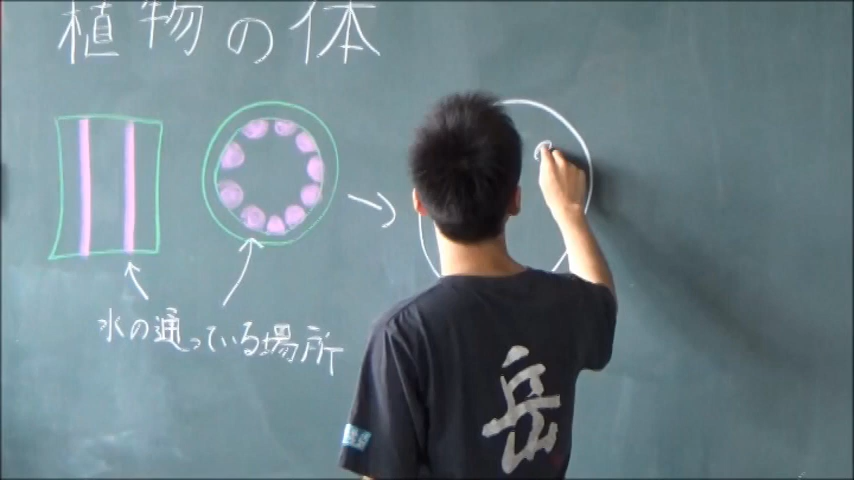 植物の体
水の通っている場所
岳